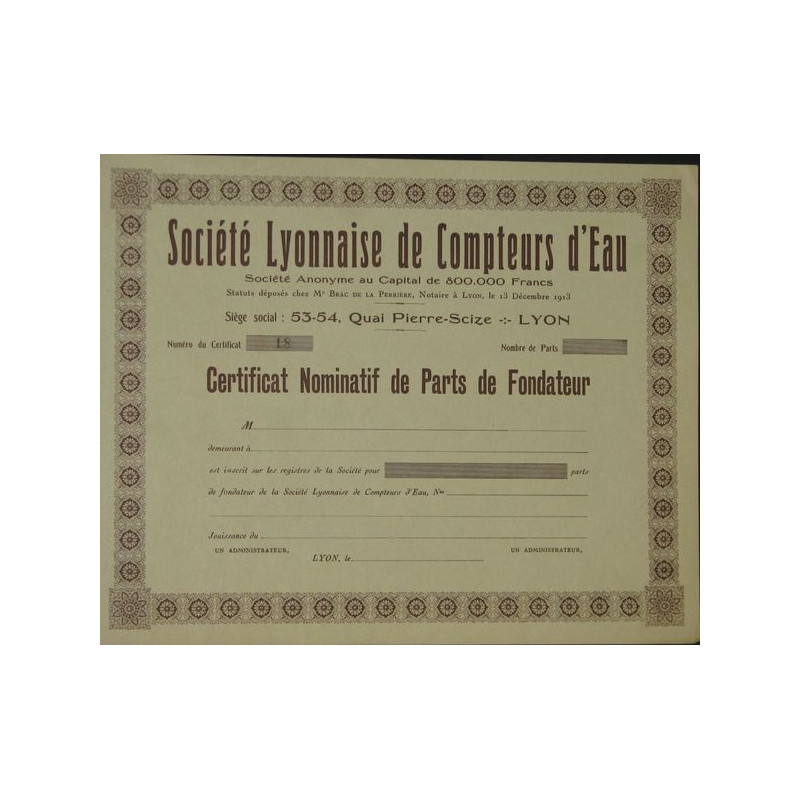 Société Lyonnaise de Compteurs d'Eau
Société Anonyme au Capital de 800.000 Francs
Statuts déposés chez Me Brac de la Perrière, Notaire à Lyon, le 13 Décembre 1913
Siège social : 53-54, Quai Pierre-Scize -:- LYON
Numéro du Certificat 18 Nombre de Parts
Certificat Nominatif de Parts de Fondateur
M
demeurant à
est inscrit sur les registres de la Société pour parts
de fondateur de la Société Lyonnaise de Compteurs d'Eau, Nos
Jouissance du
UN ADMINISTRATEUR, UN ADMINISTRATEUR,
LYON, le